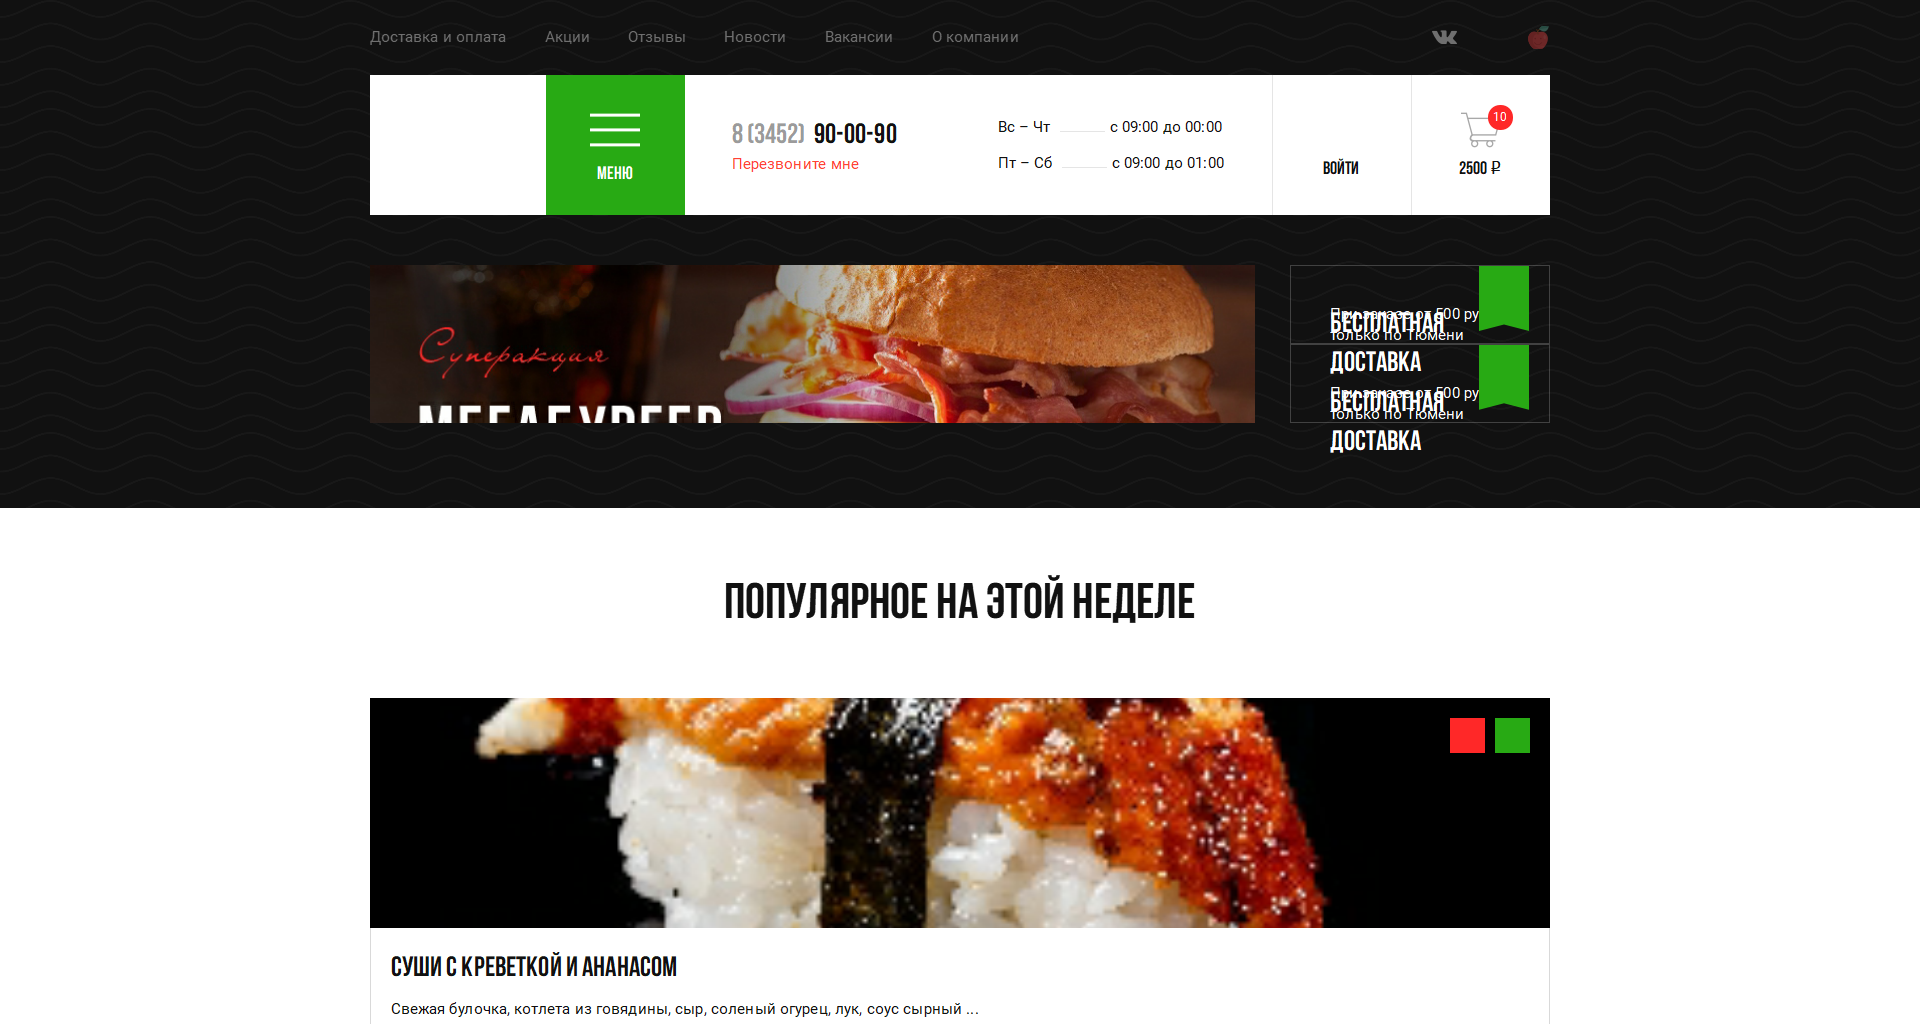 Доставка и оплата Акции Отзывы Новости Вакансии О компании
МЕНЮ
8 (3452) 90-00-90
Перезвоните мне
Вс – Чт с 09:00 до 00:00
Пт – Сб с 09:00 до 01:00
ВОЙТИ
10
2500 ₽
Суперакция
МЕГАБУРГЕР
При заказе от 500 ру
только по Тюмени
БЕСПЛАТНАЯ
ДОСТАВКА
При заказе от 500 ру
только по Тюмени
БЕСПЛАТНАЯ
ДОСТАВКА
ПОПУЛЯРНОЕ НА ЭТОЙ НЕДЕЛЕ
СУШИ С КРЕВЕТКОЙ И АНАНАСОМ
Свежая булочка, котлета из говядины, сыр, соленый огурец, лук, соус сырный ...